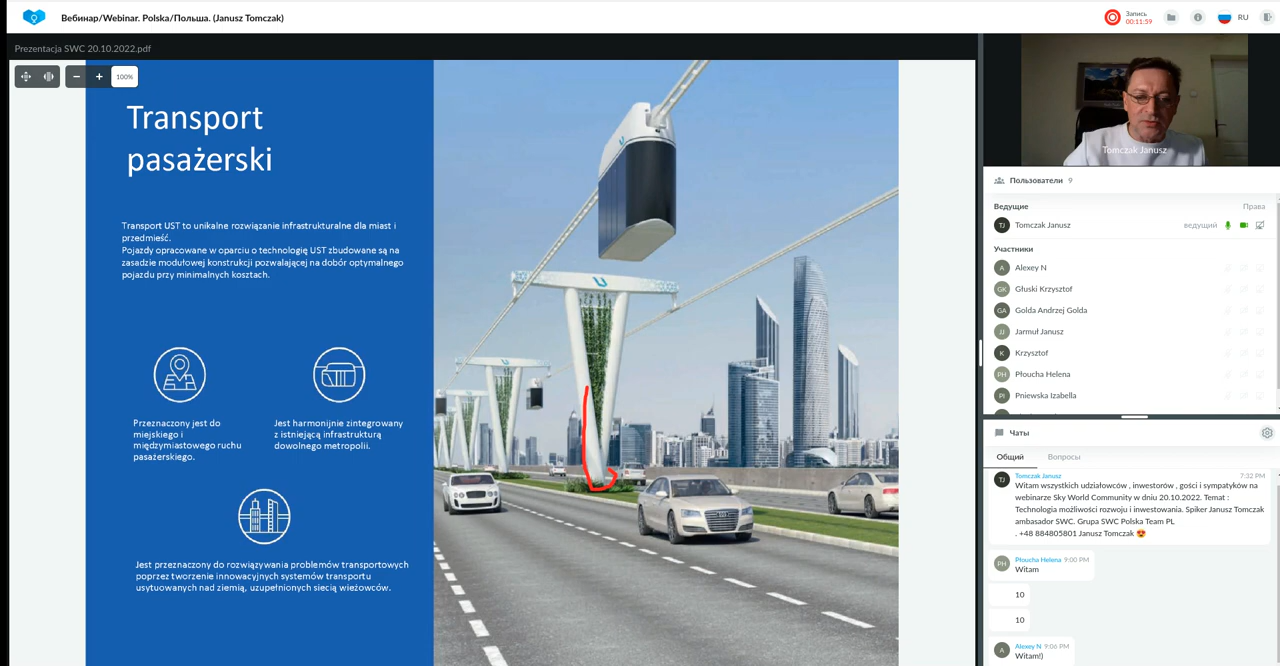 Вебинар/Webinar. Polska/Польша. (Janusz Tomczak)
Запись
00:11:59
RU
Prezentacja SWC 20.10.2022.pdf
100%
Transport
pasażerski
Transport UST to unikalne rozwiązanie infrastrukturalne dla miast i
przedmieść.
Pojazdy opracowane w oparciu o technologię UST zbudowane są na
zasadzie modułowej konstrukcji pozwalającej na dobór optymalnego
pojazdu przy minimalnych kosztach.
Przeznaczony jest do
miejskiego i
międzymiastowego ruchu
pasażerskiego.
Jest harmonijnie zintegrowany
z istniejącą infrastrukturą
dowolnego metropolii.
Jest przeznaczony do rozwiązywania problemów transportowych
poprzez tworzenie innowacyjnych systemów transportu
usytuowanych nad ziemią, uzupełnionych siecią wieżowców.
Tomczak Janusz
Пользователи 9
Ведущие Права
TJ Tomczak Janusz ведущий
Участники
A Alexey N
GK Głuski Krzysztof
GA Golda Andrzej Golda
JJ Jarmuł Janusz
K Krzysztof
PH Płoucha Helena
PI Pniewska Izabella
Чаты
Общий Вопросы
TJ Tomczak Janusz 7:32 PM
Witam wszystkich udziałowców , inwestorów , gości i sympatyków na
webinarze Sky World Community w dniu 20.10.2022. Temat :
Technologia możliwości rozwoju i inwestowania. Spiker Janusz Tomczak
ambasador SWC. Grupa SWC Polska Team PL
. +48 884805801 Janusz Tomczak 😍
PH Płoucha Helena 9:00 PM
Witam
10
10
A Alexey N 9:06 PM
Witam!)